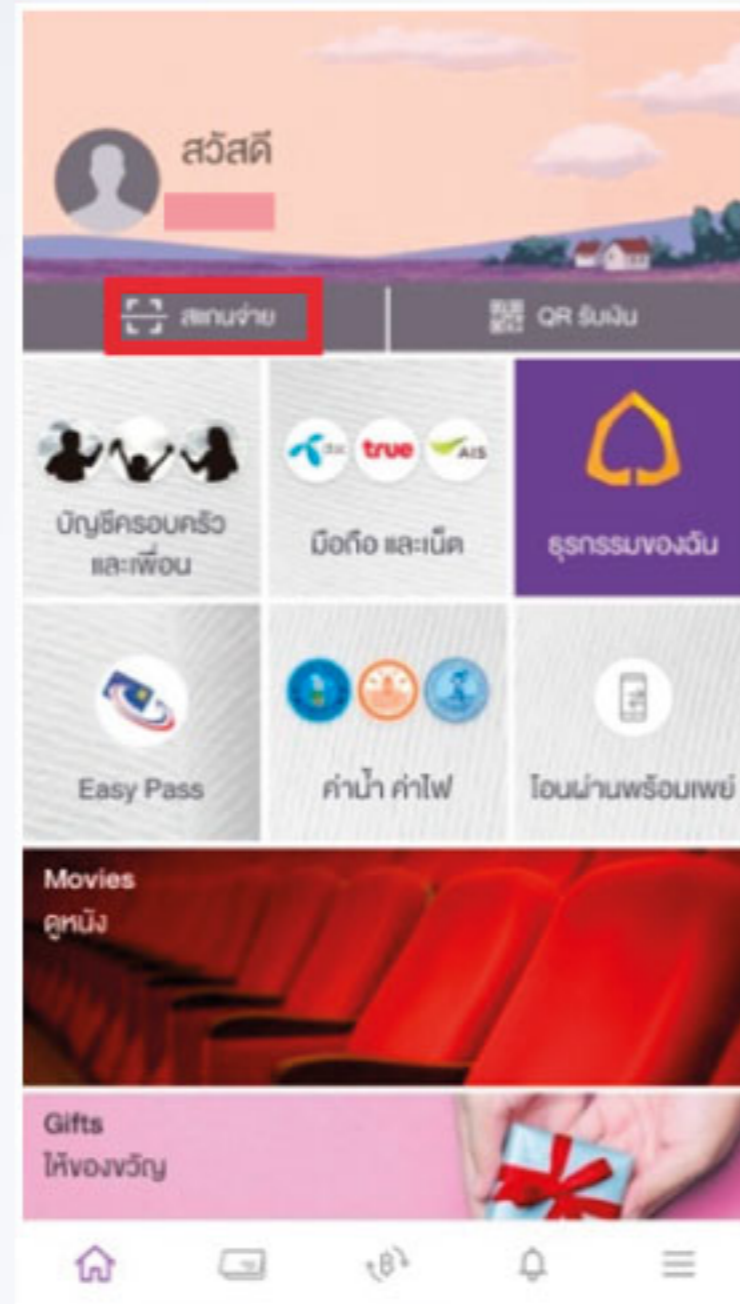 สวัสดี
สแกนจ่าย
QR รับเงิน
true AIS
บัญชีครอบครัว
และเพื่อน
มือถือ และเน็ต
ธุรกรรมของฉัน
Easy Pass
ค่าน้ำ ค่าไฟ
โอนผ่านพร้อมเพย์
Movies
ดูหนัง
Gifts
ให้ของขวัญ